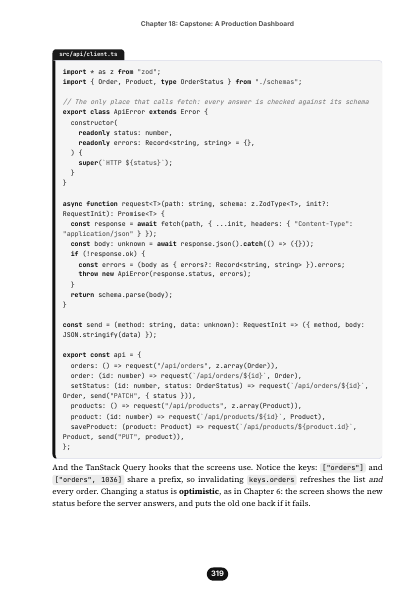 Chapter 18: Capstone: A Production Dashboard
src/api/client.ts
import * as z from "zod";
import { Order, Product, type OrderStatus } from "./schemas";
// The only place that calls fetch: every answer is checked against its schema
export class ApiError extends Error {
  constructor(
    readonly status: number,
    readonly errors: Record<string, string> = {},
  ) {
    super(`HTTP ${status}`);
  }
}
async function request<T>(path: string, schema: z.ZodType<T>, init?:
RequestInit): Promise<T> {
  const response = await fetch(path, { ...init, headers: { "Content-Type":
"application/json" } });
  const body: unknown = await response.json().catch(() => ({}));
  if (!response.ok) {
    const errors = (body as { errors?: Record<string, string> }).errors;
    throw new ApiError(response.status, errors);
  }
  return schema.parse(body);
}
const send = (method: string, data: unknown): RequestInit => ({ method, body:
JSON.stringify(data) });
export const api = {
  orders: () => request("/api/orders", z.array(Order)),
  order: (id: number) => request(`/api/orders/${id}`, Order),
  setStatus: (id: number, status: OrderStatus) => request(`/api/orders/${id}`,
Order, send("PATCH", { status })),
  products: () => request("/api/products", z.array(Product)),
  product: (id: number) => request(`/api/products/${id}`, Product),
  saveProduct: (product: Product) => request(`/api/products/${product.id}`,
Product, send("PUT", product)),
};
And the TanStack Query hooks that the screens use. Notice the keys: ["orders"] and
["orders", 1036] share a prefix, so invalidating keys.orders refreshes the list and
every order. Changing a status is optimistic, as in Chapter 6: the screen shows the new
status before the server answers, and puts the old one back if it fails.
319